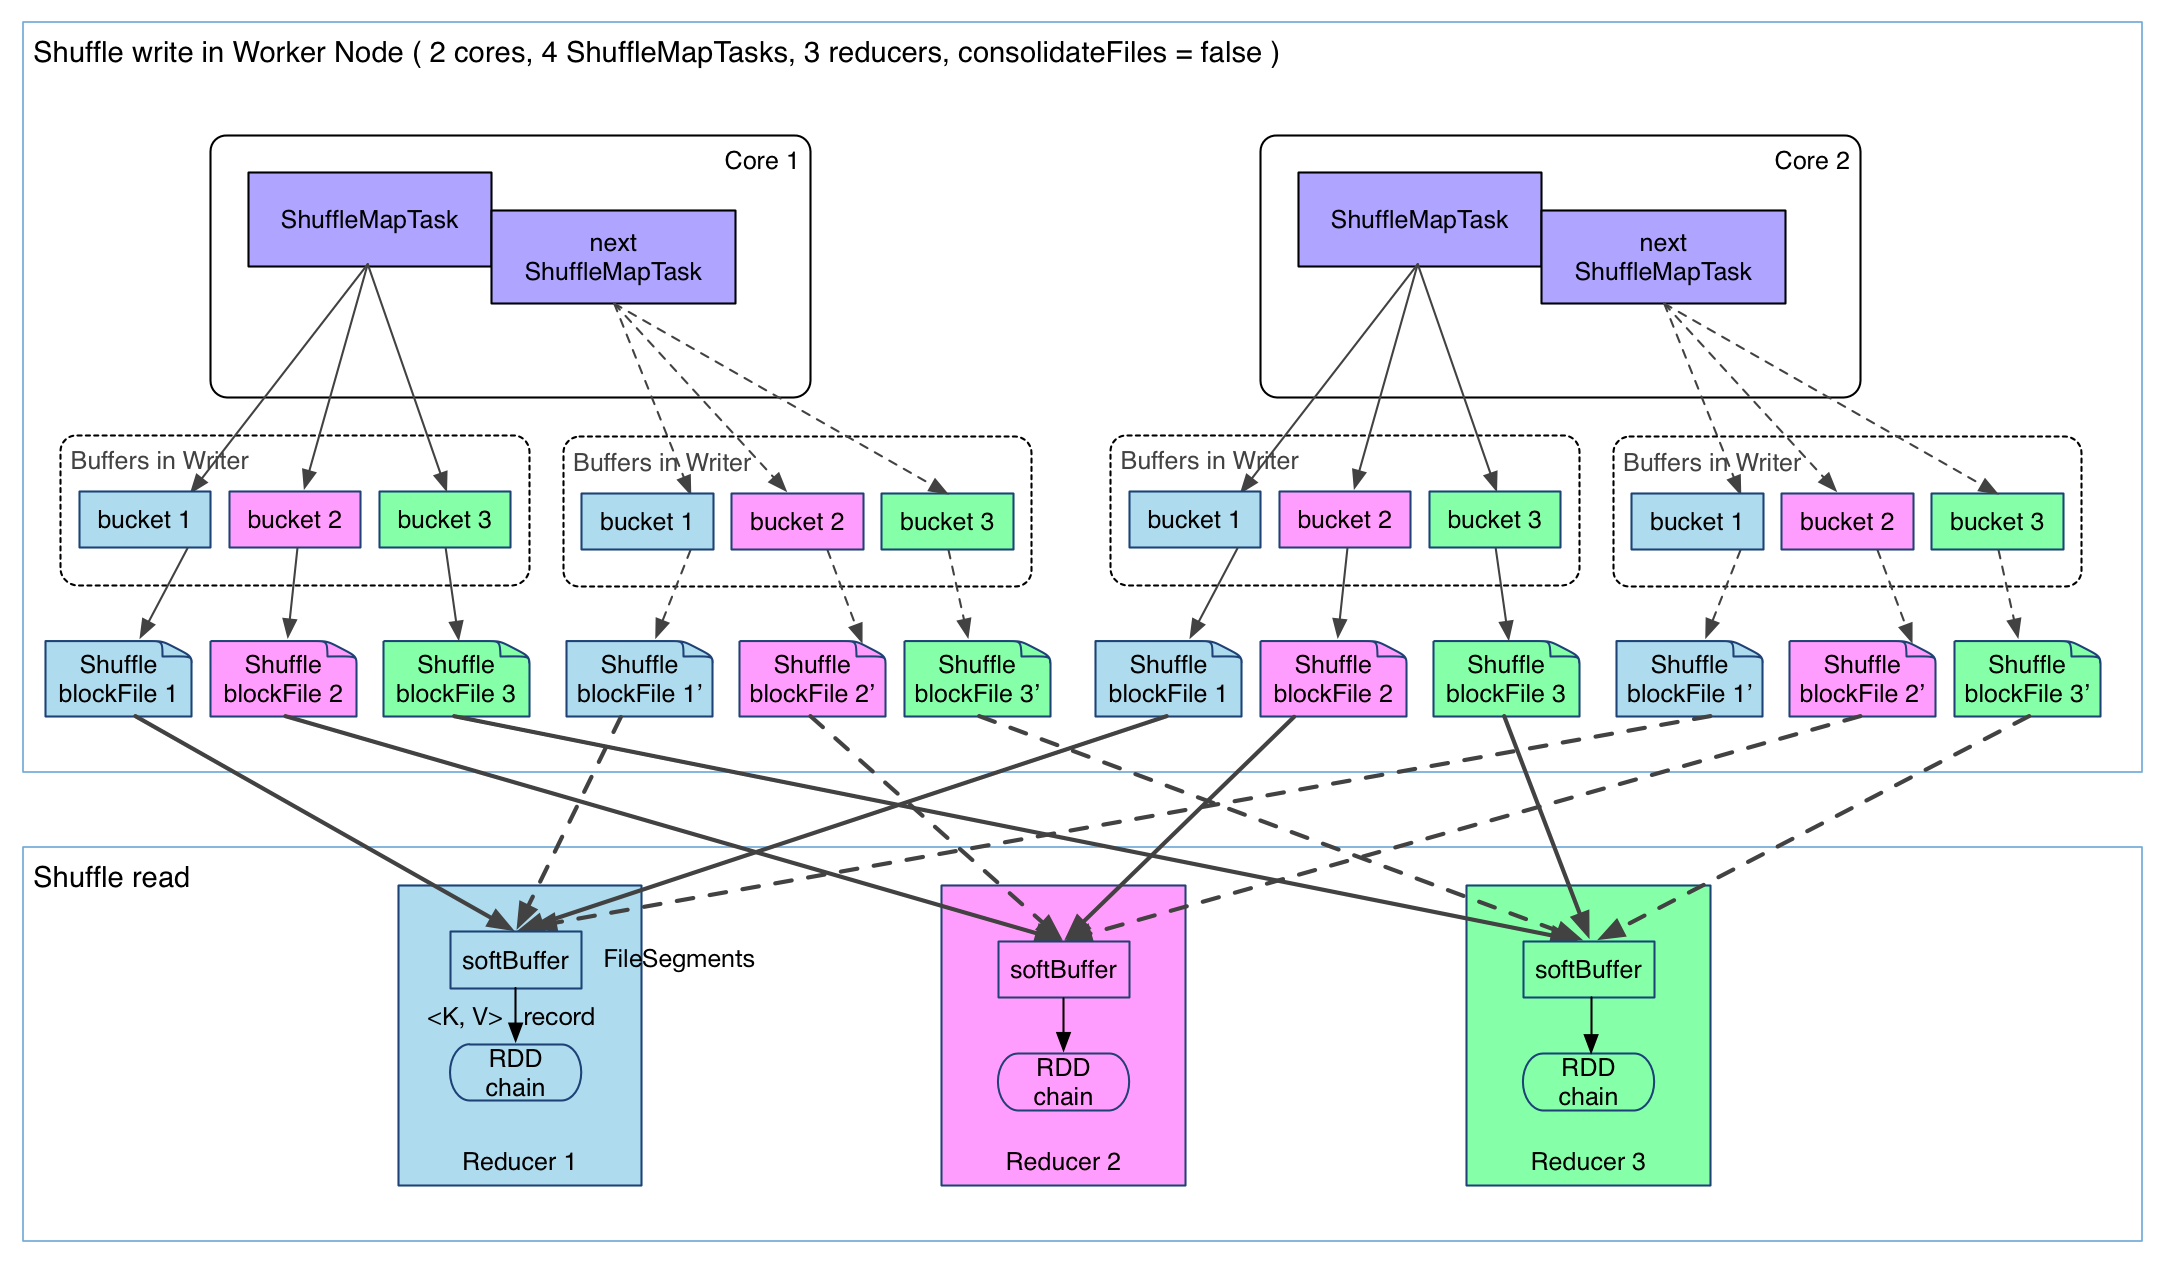 Shuffle write in Worker Node ( 2 cores, 4 ShuffleMapTasks, 3 reducers, consolidateFiles = false )
Core 1
ShuffleMapTask
next
ShuffleMapTask
Core 2
ShuffleMapTask
next
ShuffleMapTask
Buffers in Writer
bucket 1
bucket 2
bucket 3
Buffers in Writer
bucket 1
bucket 2
bucket 3
Buffers in Writer
bucket 1
bucket 2
bucket 3
Buffers in Writer
bucket 1
bucket 2
bucket 3
Shuffle
blockFile 1
Shuffle
blockFile 2
Shuffle
blockFile 3
Shuffle
blockFile 1’
Shuffle
blockFile 2’
Shuffle
blockFile 3’
Shuffle
blockFile 1
Shuffle
blockFile 2
Shuffle
blockFile 3
Shuffle
blockFile 1’
Shuffle
blockFile 2’
Shuffle
blockFile 3’
Shuffle read
softBuffer
FileSegments
<K, V> record
RDD
chain
Reducer 1
softBuffer
RDD
chain
Reducer 2
softBuffer
RDD
chain
Reducer 3